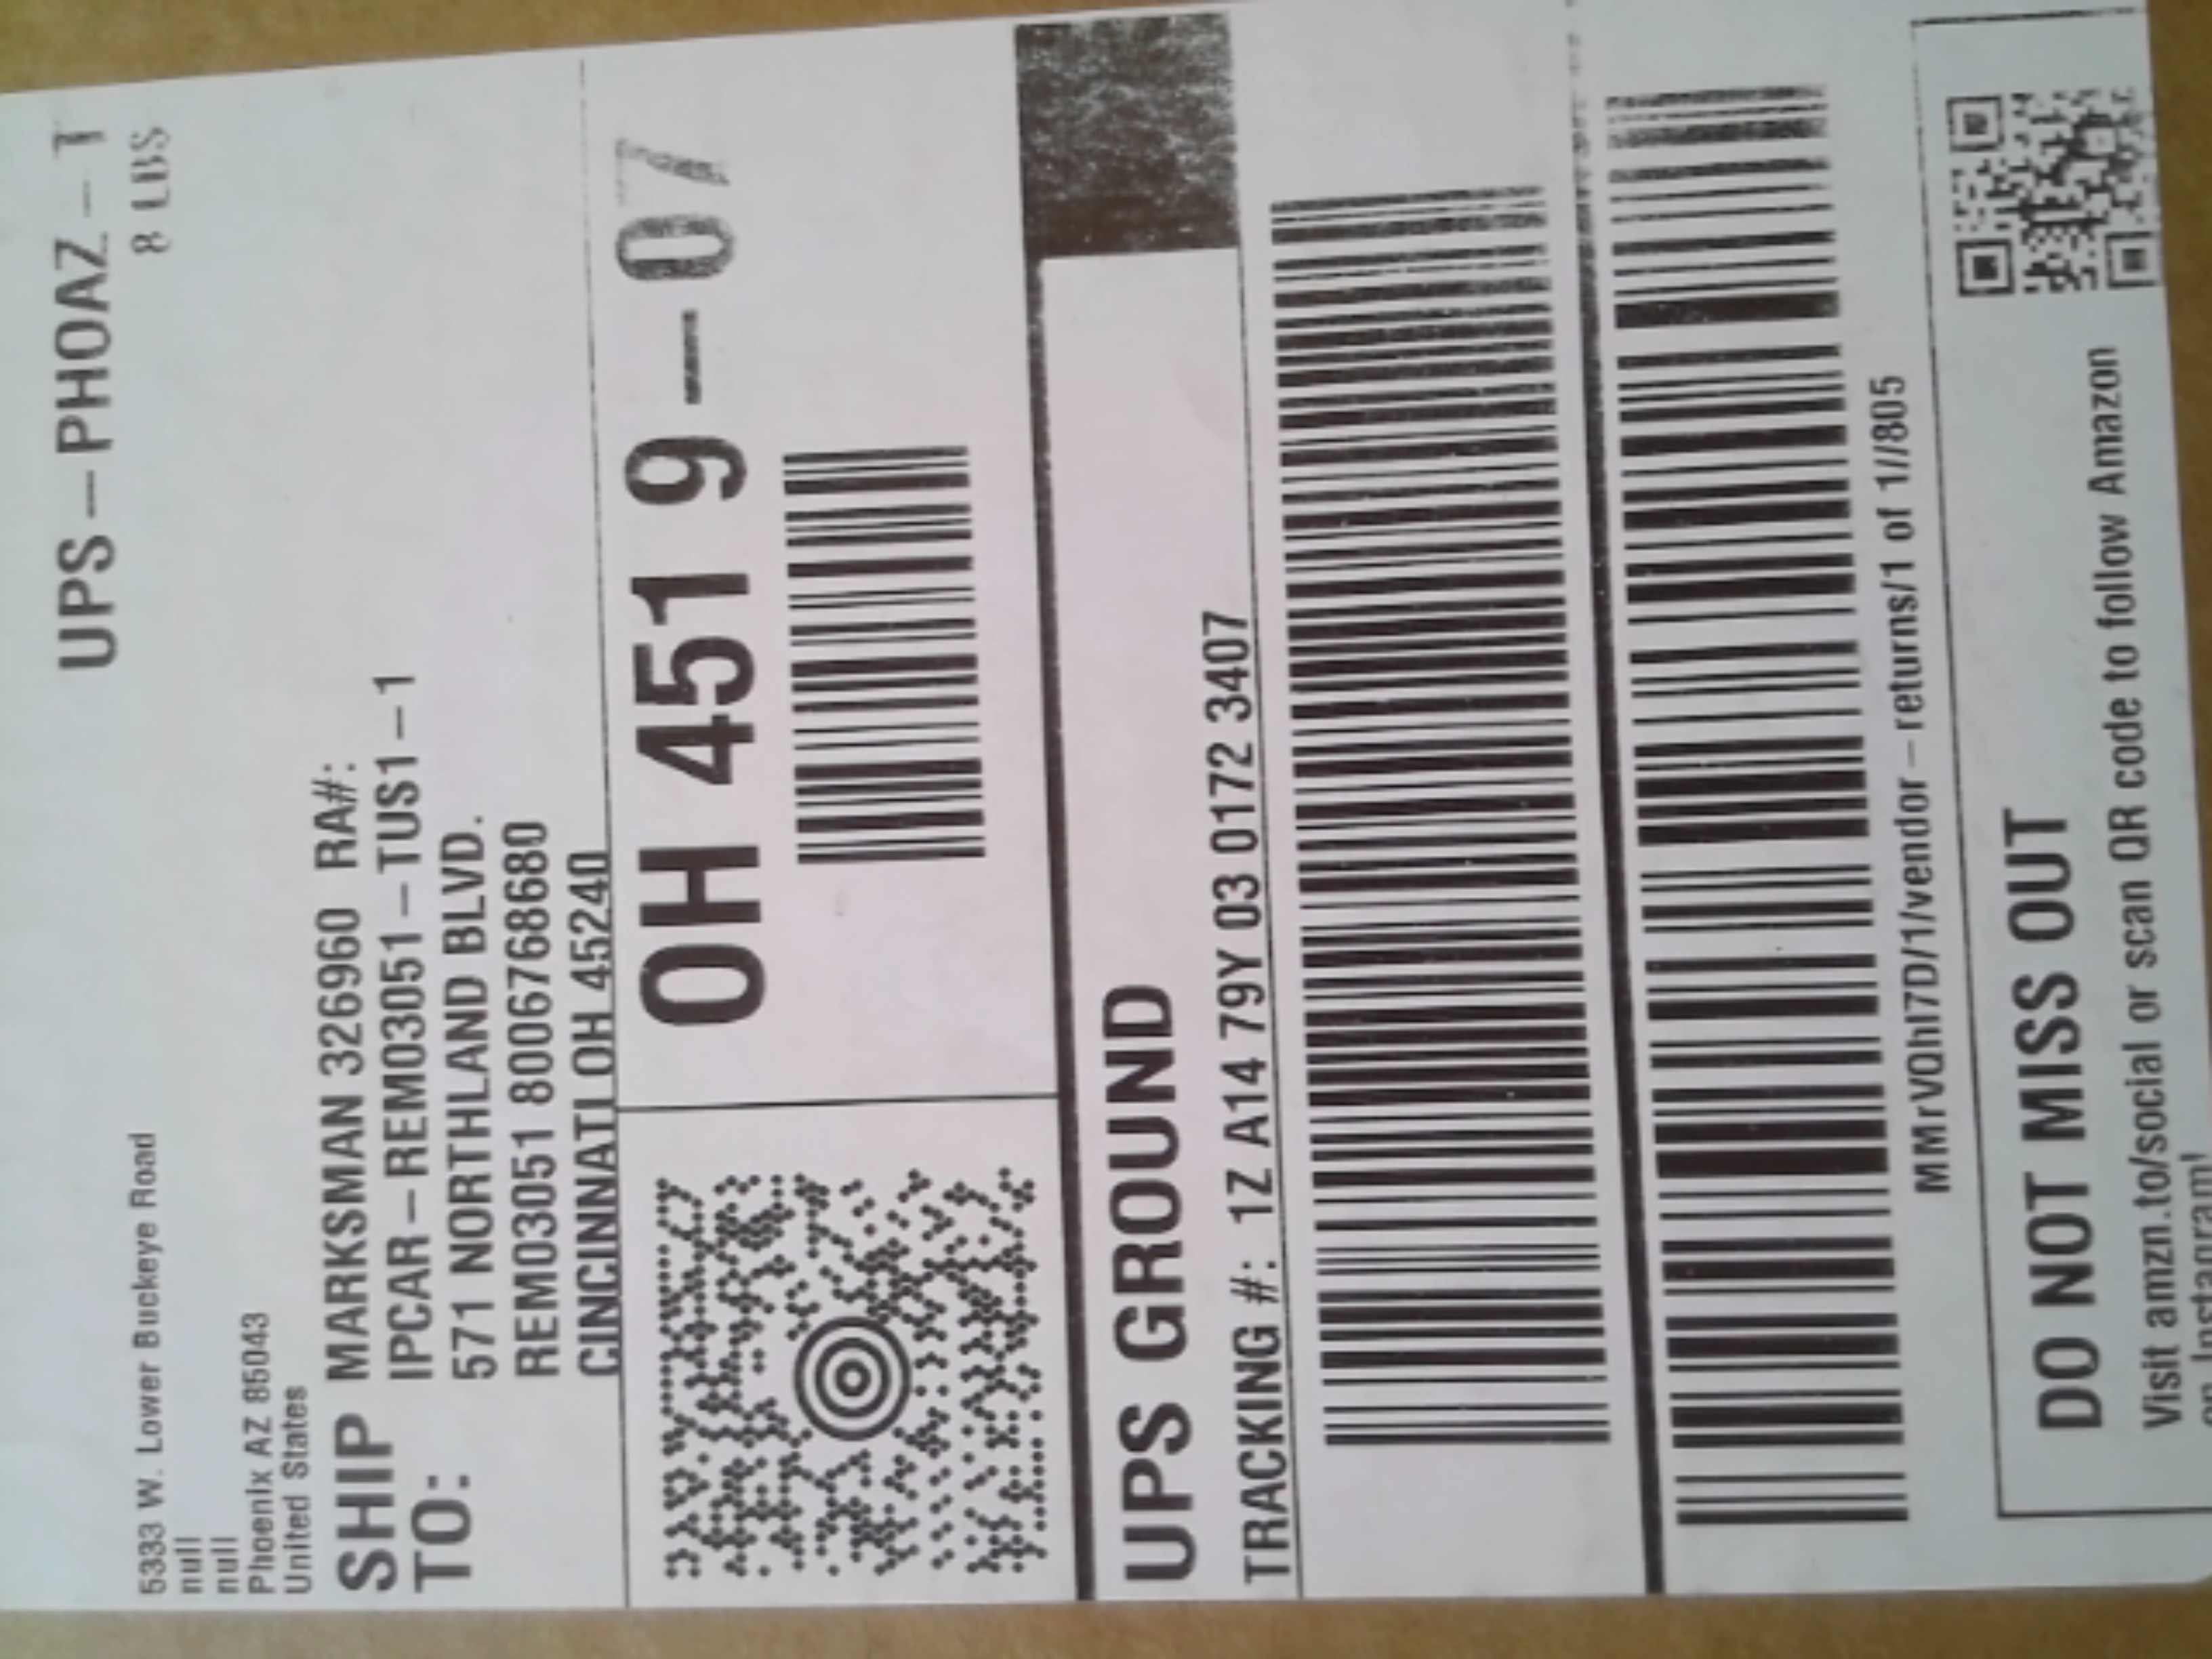 UPS – PHOAZ – T
8 LBS
5333 W. Lower Buckeye Road
null
null
Phoenix AZ 85043
United States
SHIP TO:
MARKSMAN 326960 RA#:
IPCAR – REM03051 – TUS1 – 1
571 NORTHLAND BLVD.
REM03051 8006768680
CINCINNATI OH 45240
OH 451 9 – 07
UPS GROUND
TRACKING #: 1Z A14 79Y 03 0172 3407
MMrVQhI7D/1/vendor – returns/1 of 1//805
DO NOT MISS OUT
Visit amzn.to/social or scan QR code to follow Amazon
on Instagram!